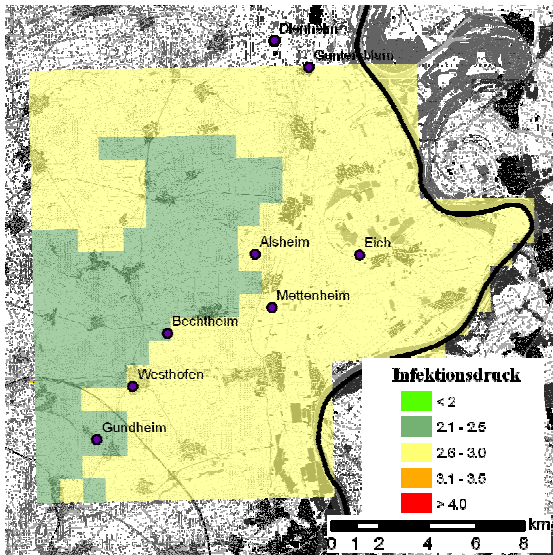 Dienheim
Guntersblum
Alsheim
Eich
Mettenheim
Bechtheim
Westhofen
Gundheim
Infektionsdruck
< 2
2.1 - 2.5
2.6 - 3.0
3.1 - 3.5
> 4.0
km
0 1 2 4 6 8